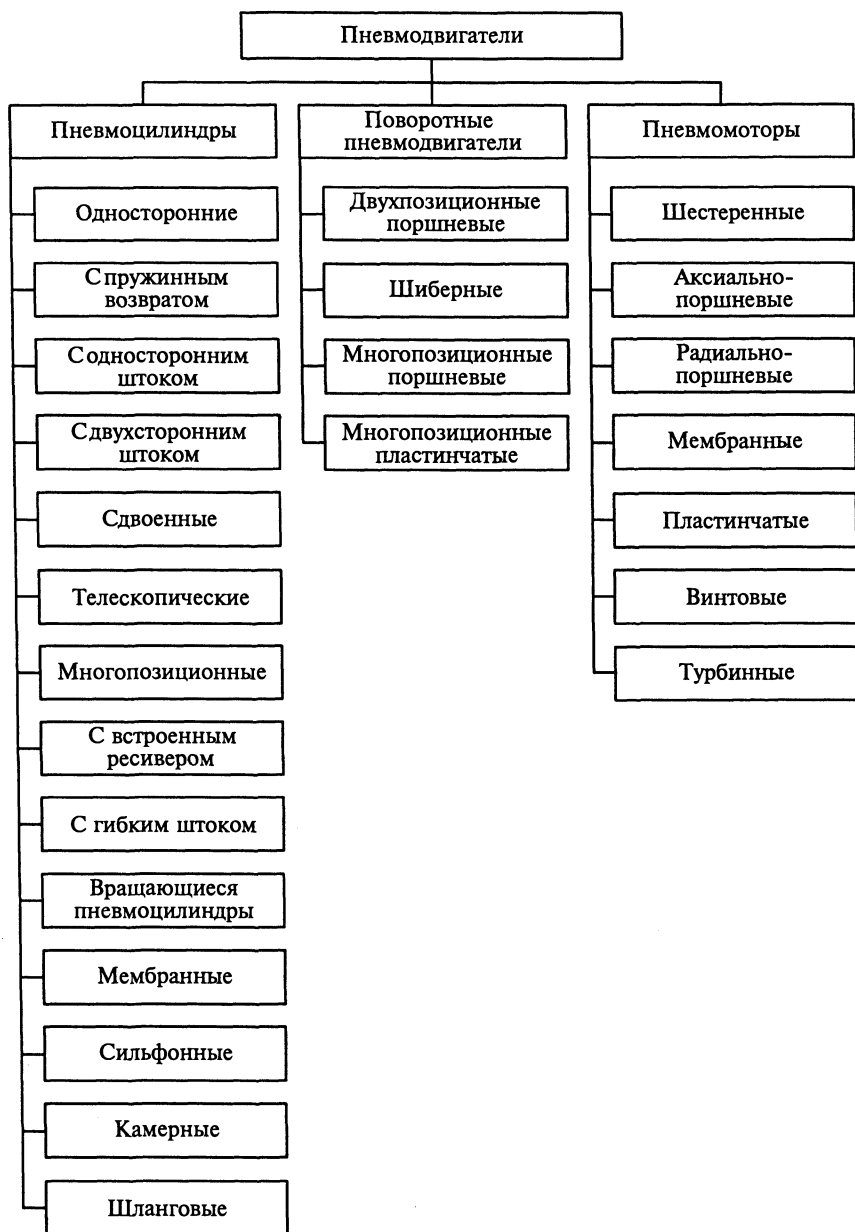 Пневмодвигатели
Пневмоцилиндры
Односторонние
С пружинным
возвратом
С односторонним
штоком
С двухсторонним
штоком
Сдвоенные
Телескопические
Многопозиционные
С встроенным
ресивером
С гибким штоком
Вращающиеся
пневмоцилиндры
Мембранные
Сильфонные
Камерные
Шланговые
Поворотные
пневмодвигатели
Двухпозиционные
поршневые
Шиберные
Многопозиционные
поршневые
Многопозиционные
пластинчатые
Пневмомоторы
Шестеренные
Аксиально-
поршневые
Радиально-
поршневые
Мембранные
Пластинчатые
Винтовые
Турбинные